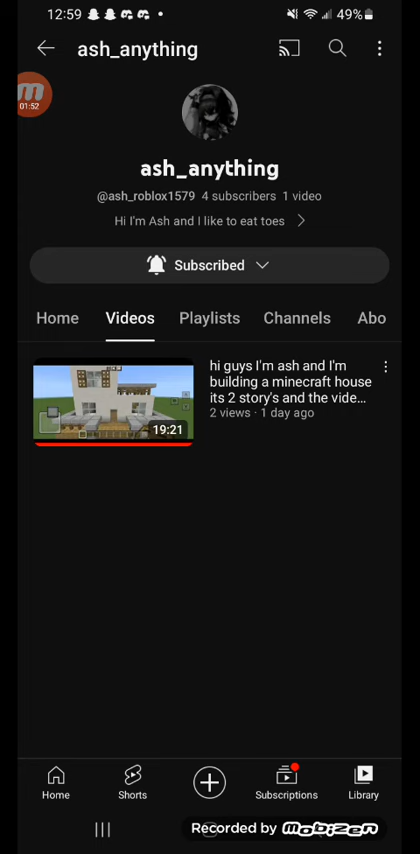 12:59
49%
ash_anything
m
01:52
ash_anything
@ash_roblox1579 4 subscribers 1 video
Hi I'm Ash and I like to eat toes
Subscribed
Home Videos Playlists Channels Abo
hi guys I'm ash and I'm
building a minecraft house
its 2 story's and the vide...
2 views · 1 day ago
19:21
Home Shorts Subscriptions Library
Recorded by mobizen